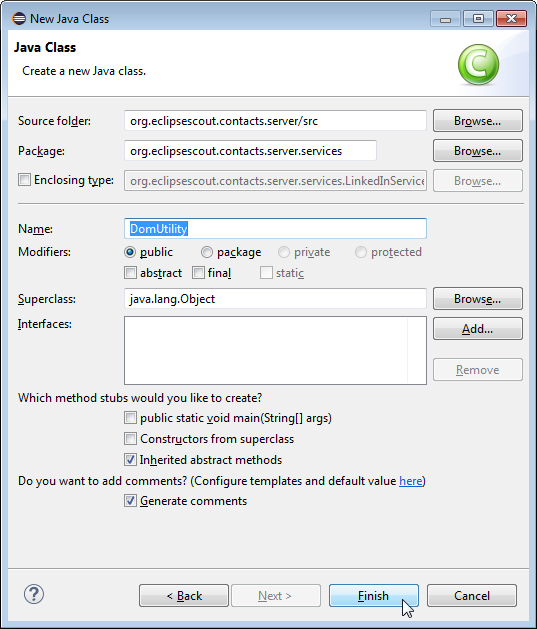 New Java Class
Java Class
Create a new Java class.
C
Source folder: org.eclipsescout.contacts.server/src Browse...
Package: org.eclipsescout.contacts.server.services Browse...
Enclosing type: org.eclipsescout.contacts.server.services.LinkedInService Browse...
Name: DomUtility
Modifiers: public package private protected
abstract final static
Superclass: java.lang.Object Browse...
Interfaces: Add...
Remove
Which method stubs would you like to create?
public static void main(String[] args)
Constructors from superclass
Inherited abstract methods
Do you want to add comments? (Configure templates and default value here)
Generate comments
? < Back Next > Finish Cancel